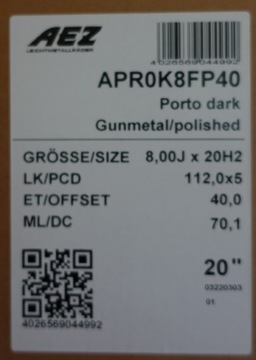 AEZ
LEICHTMETALLRÄDER
4026569044992
APR0K8FP40
Porto dark
Gunmetal/polished
GRÖSSE/SIZE 8,00J x 20H2
LK/PCD 112,0x5
ET/OFFSET 40,0
ML/DC 70,1
20"
03220303
01
4026569044992